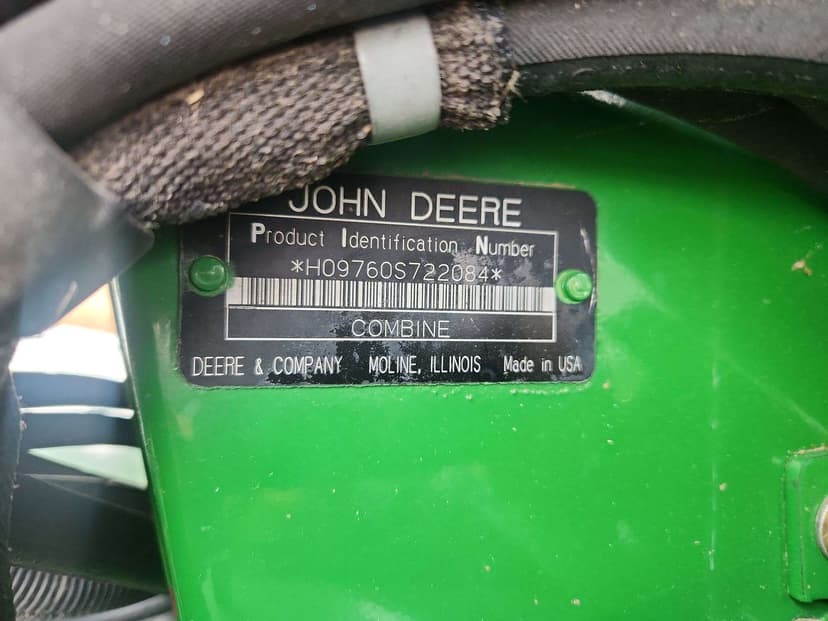 JOHN DEERE
Product Identification Number
*H09760S722084*
COMBINE
DEERE & COMPANY MOLINE, ILLINOIS Made in USA